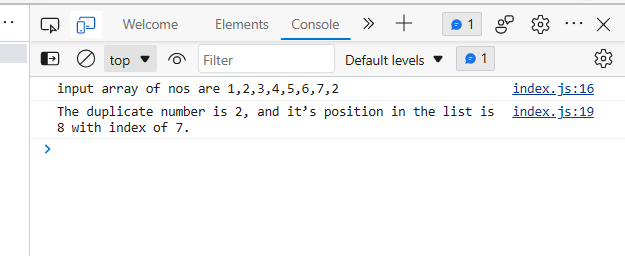 Welcome Elements Console 1
top Filter Default levels 1
input array of nos are 1,2,3,4,5,6,7,2 index.js:16
The duplicate number is 2, and it’s position in the list is index.js:19
8 with index of 7.